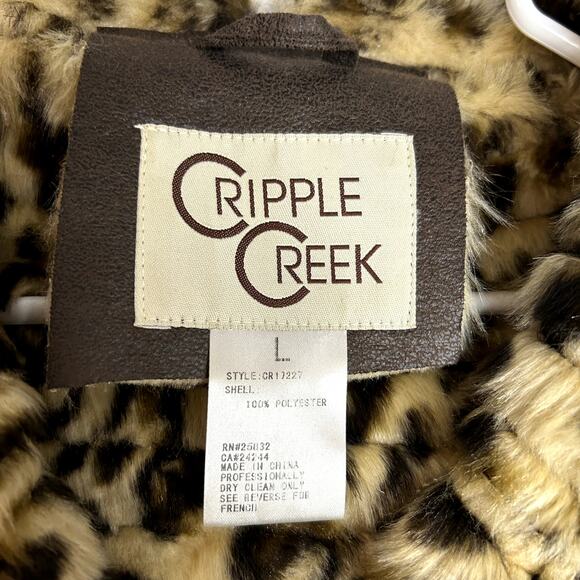 CRIPPLE
CREEK
L
STYLE:CR17227
SHELL:
100% POLYESTER
RN#25832
CA#24244
MADE IN CHINA
PROFESSIONALLY
DRY CLEAN ONLY
SEE REVERSE FOR
FRENCH